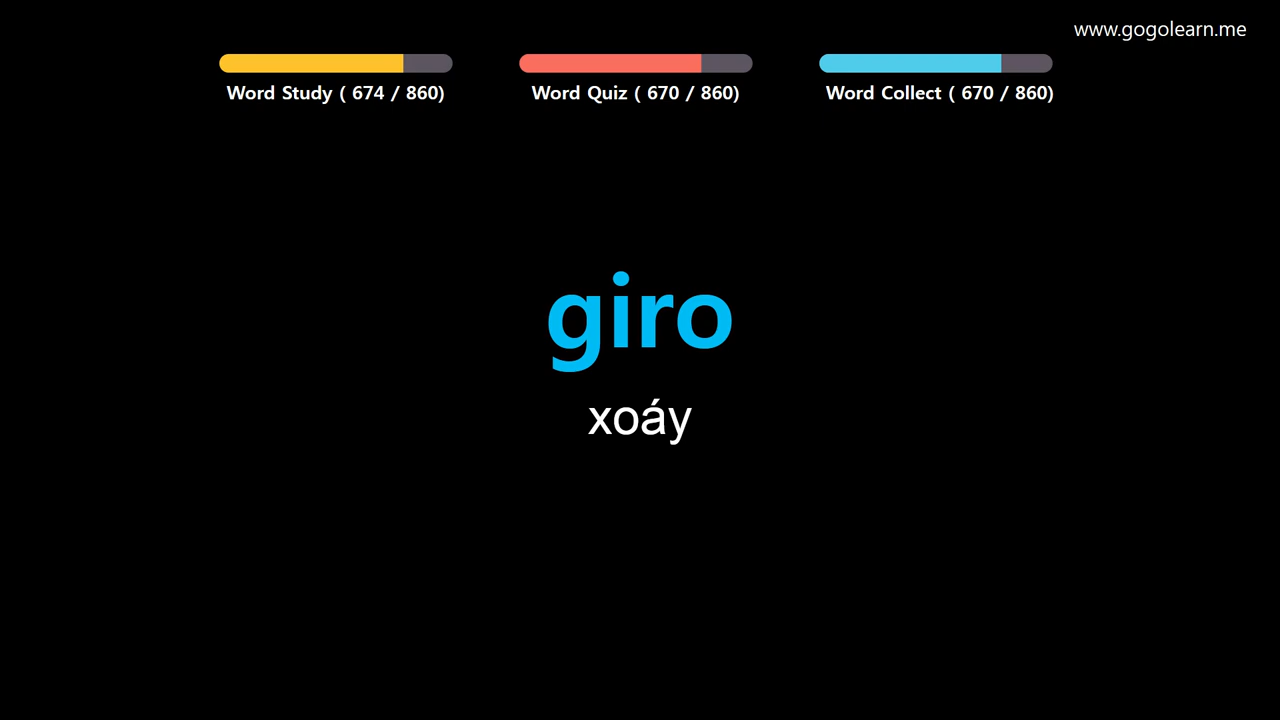 www.gogolearn.me
Word Study ( 674 / 860)
Word Quiz ( 670 / 860)
Word Collect ( 670 / 860)
giro
xoáy